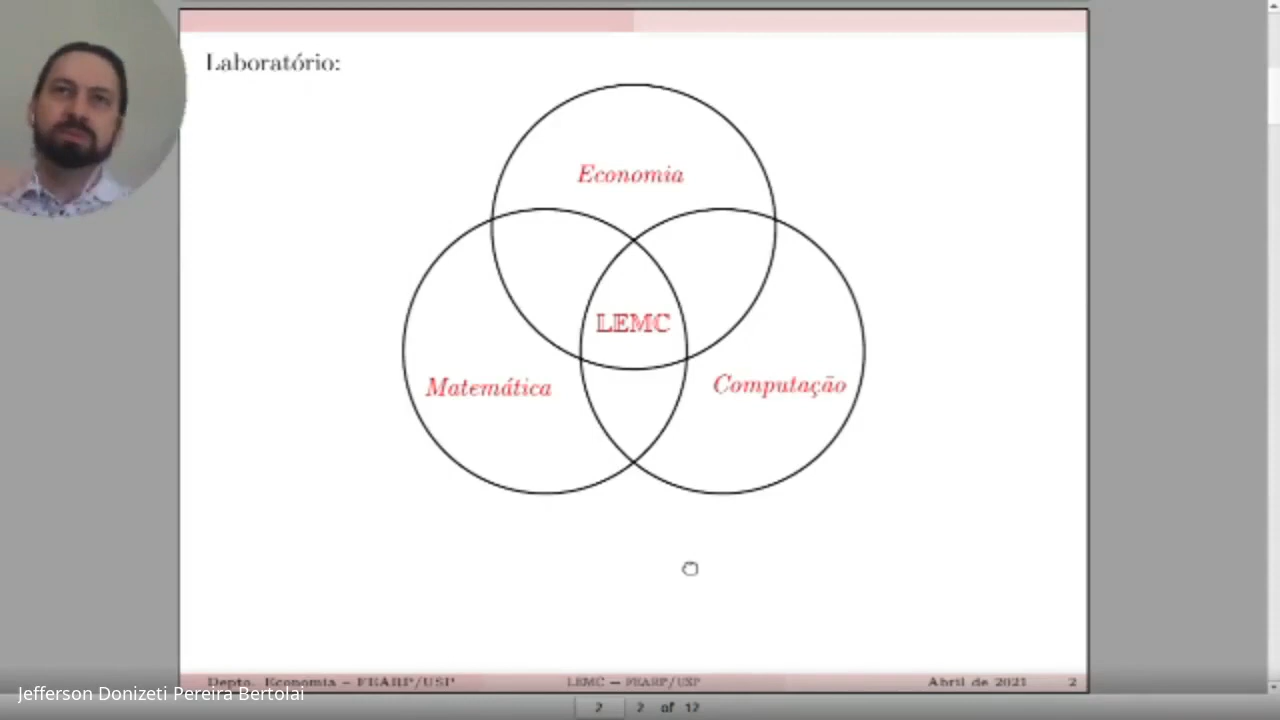 Laboratório:
Economia
LEMC
Matemática
Computação
Depto. Economia – FEARP/USP
LEMC – FEARP/USP
Abril de 2021
2
Jefferson Donizeti Pereira Bertolai
2
2 of 12